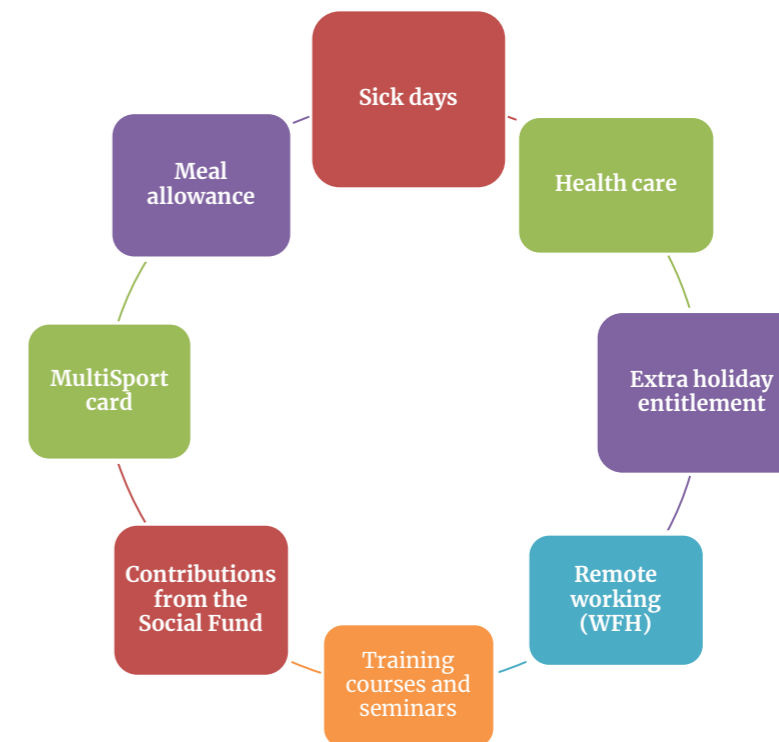 Sick days
Health care
Extra holiday
entitlement
Remote
working
(WFH)
Training
courses and
seminars
Contributions
from the
Social Fund
MultiSport
card
Meal
allowance